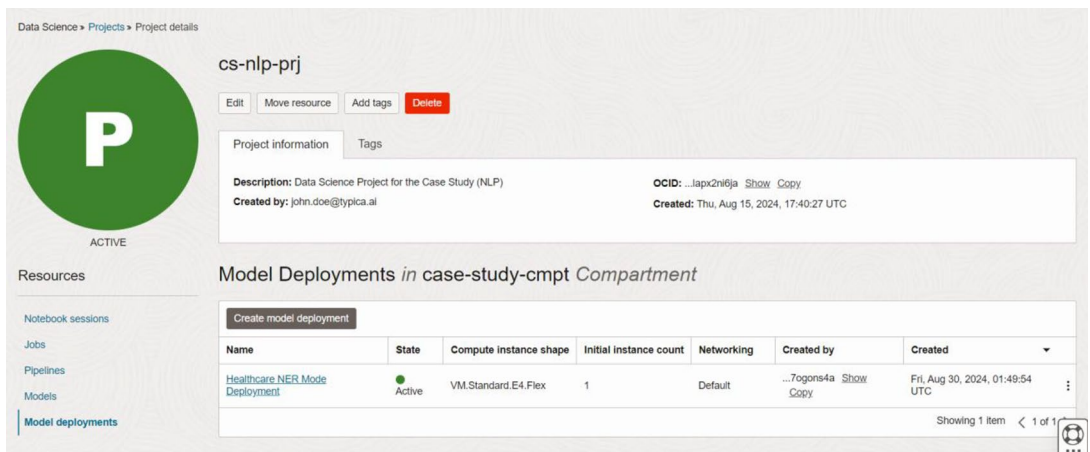 Data Science » Projects » Project details
P
ACTIVE
cs-nlp-prj
Edit Move resource Add tags Delete
Project information Tags
Description: Data Science Project for the Case Study (NLP)
Created by: john.doe@typica.ai
OCID: ...lapx2ni6ja Show Copy
Created: Thu, Aug 15, 2024, 17:40:27 UTC
Resources
Notebook sessions
Jobs
Pipelines
Models
Model deployments
Model Deployments in case-study-cmpt Compartment
Create model deployment
Name State Compute instance shape Initial instance count Networking Created by Created
Healthcare NER Mode Deployment Active VM.Standard.E4.Flex 1 Default ...7ogons4a Show Copy Fri, Aug 30, 2024, 01:49:54 UTC
Showing 1 item < 1 of 1